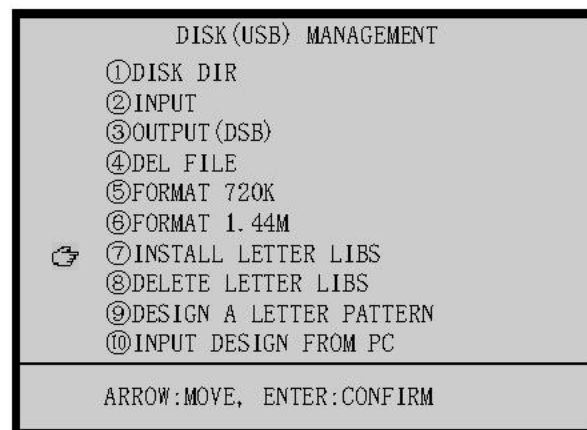 DISK(USB) MANAGEMENT
①DISK DIR
②INPUT
③OUTPUT(DSB)
④DEL FILE
⑤FORMAT 720K
⑥FORMAT 1.44M
⑦INSTALL LETTER LIBS
⑧DELETE LETTER LIBS
⑨DESIGN A LETTER PATTERN
⑩INPUT DESIGN FROM PC
ARROW:MOVE, ENTER:CONFIRM